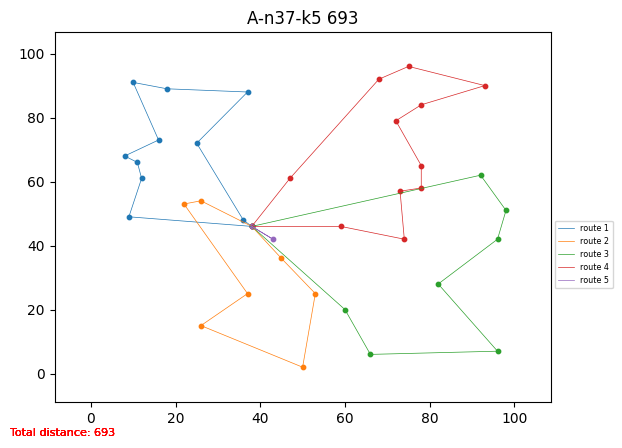 A-n37-k5 693
100
80
60
40
20
0
0 20 40 60 80 100
route 1
route 2
route 3
route 4
route 5
Total distance: 693